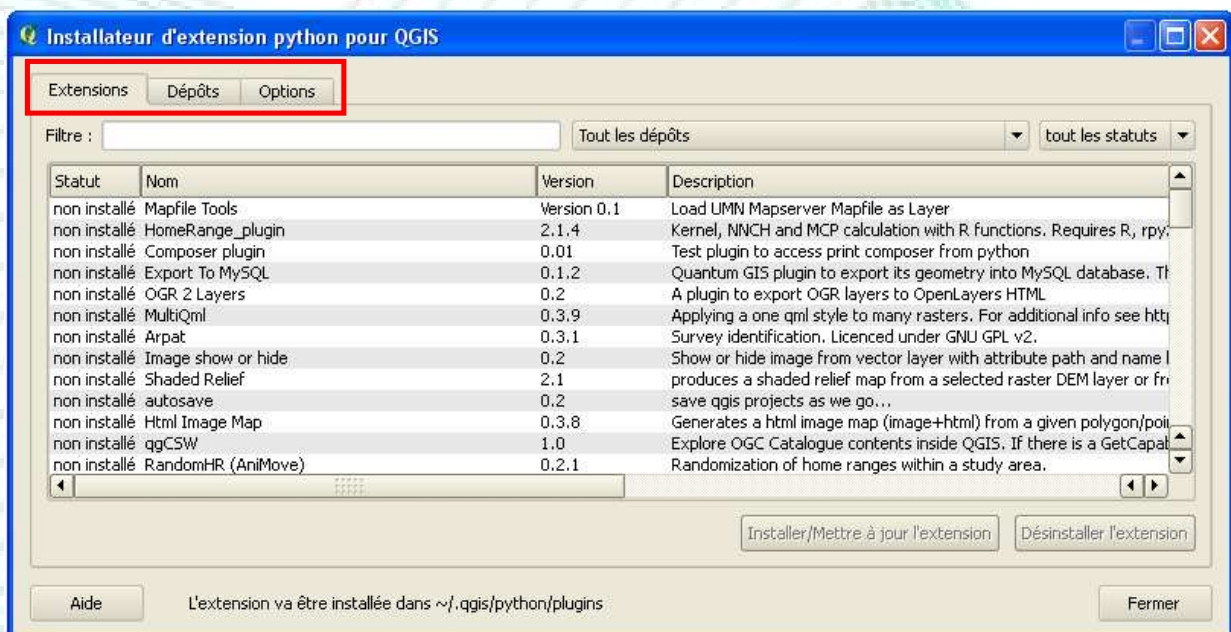 Installateur d'extension python pour QGIS
Extensions Dépôts Options
Filtre : Tout les dépôts tout les statuts
Statut Nom Version Description
non installé Mapfile Tools Version 0.1 Load UMN Mapserver Mapfile as Layer
non installé HomeRange_plugin 2.1.4 Kernel, NNCH and MCP calculation with R functions. Requires R,
non installé Composer plugin 0.01 Test plugin to access print composer from python
non installé Export To MySQL 0.1.2 Quantum GIS plugin to export its geometry into MySQL database.
non installé OGR 2 Layers 0.2 A plugin to export OGR layers to OpenLayers HTML
non installé MultiQml 0.3.9 Applying a one qml style to many rasters. For additional info see
non installé Arpat 0.3.1 Survey identification. Licenced under GNU GPL v2.
non installé Image show or hide 0.2 Show or hide image from vector layer with attribute path and name
non installé Shaded Relief 2.1 produces a shaded relief map from a selected raster DEM layer or
non installé autosave 0.2 save qgis projects as we go...
non installé Html Image Map 0.3.8 Generates a html image map (image+html) from a given
non installé qgCSW 1.0 Explore OGC Catalogue contents inside QGIS. If there is a
non installé RandomHR (AniMove) 0.2.1 Randomization of home ranges within a study area.
Installer/Mettre à jour l'extension Désinstaller l'extension
Aide L'extension va être installée dans ~/.qgis/python/plugins Fermer